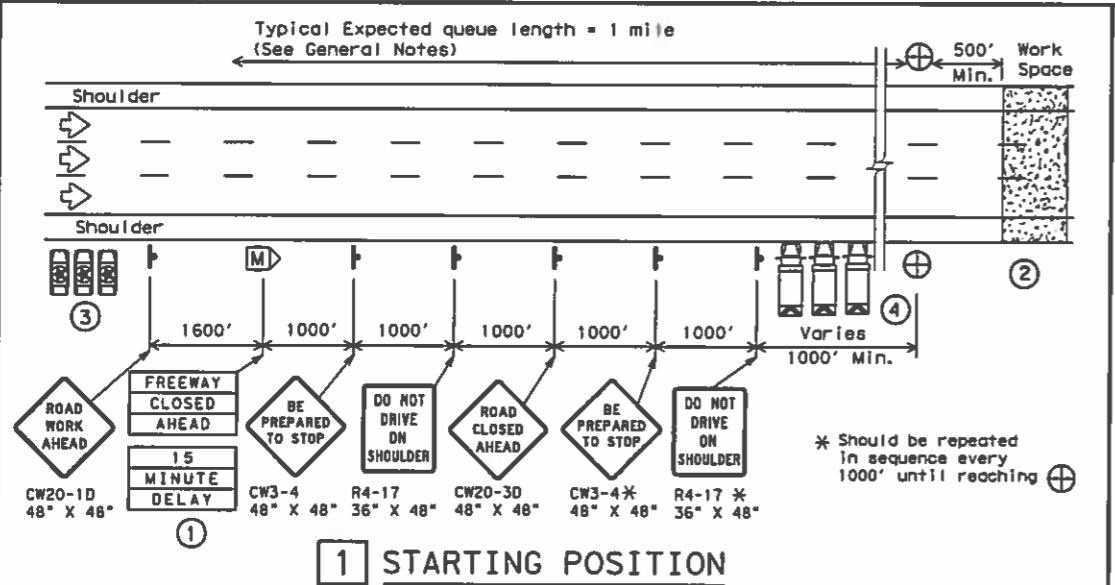 Typical Expected queue length = 1 mile
(See General Notes)
500'
Min.
Work
Space
Shoulder
Shoulder
M
3
4
2
1600'
1000'
1000'
1000'
1000'
1000'
Varies
1000' Min.
ROAD
WORK
AHEAD
FREEWAY
CLOSED
AHEAD
15
MINUTE
DELAY
BE
PREPARED
TO STOP
DO NOT
DRIVE
ON
SHOULDER
ROAD
CLOSED
AHEAD
BE
PREPARED
TO STOP
DO NOT
DRIVE
ON
SHOULDER
* Should be repeated
in sequence every
1000' until reaching
CW20-1D
48" X 48"
1
CW3-4
48" X 48"
R4-17
36" X 48"
CW20-3D
48" X 48"
CW3-4*
48" X 48"
R4-17 *
36" X 48"
1 STARTING POSITION